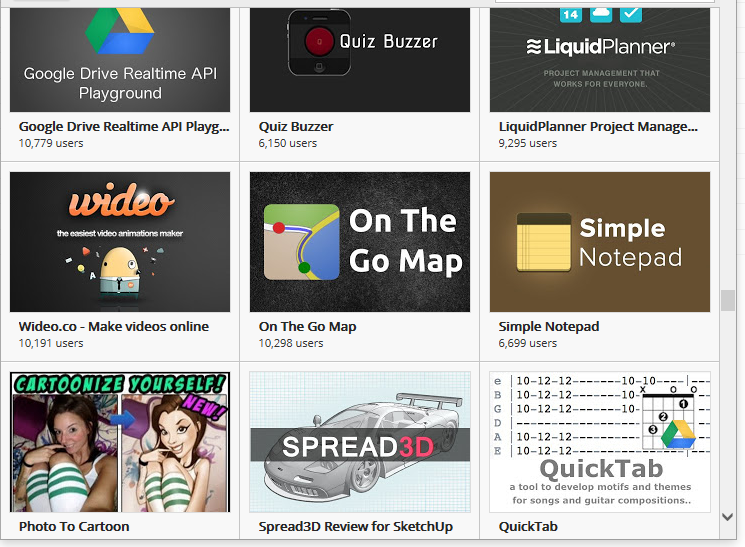 14
Google Drive Realtime API
Playground
Google Drive Realtime API Playg...
10,779 users
Quiz Buzzer
Quiz Buzzer
6,150 users
LiquidPlanner®
PROJECT MANAGEMENT THAT
WORKS FOR EVERYONE.
LiquidPlanner Project Manage...
9,295 users
wideo
the easiest video animations maker
Wideo.co - Make videos online
10,191 users
On The
Go Map
On The Go Map
10,298 users
Simple
Notepad
Simple Notepad
6,699 users
CARTOONIZE YOURSELF!
NEW!
Photo To Cartoon
SPREAD3D
Spread3D Review for SketchUp
e |10-12-12-------10-10-
B |10-12-12-------10-
G |10-12-12-------10-
D
A |10-12-12
E |10-12-12
X O O
1
2
3
QuickTab
a tool to develop motifs and themes
for songs and guitar compositions..
QuickTab